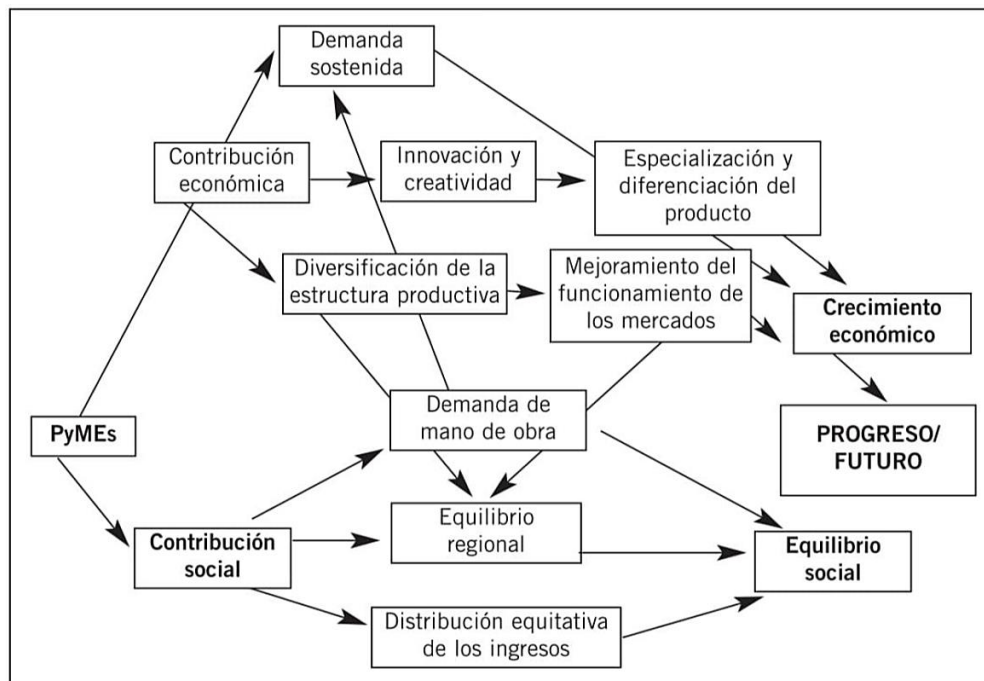 Demanda
sostenida
Contribución
económica
Innovación y
creatividad
Especialización y
diferenciación del
producto
Diversificación de la
estructura productiva
Mejoramiento del
funcionamiento de
los mercados
Crecimiento
económico
PyMEs
Demanda de
mano de obra
PROGRESO/
FUTURO
Contribución
social
Equilibrio
regional
Equilibrio
social
Distribución equitativa
de los ingresos